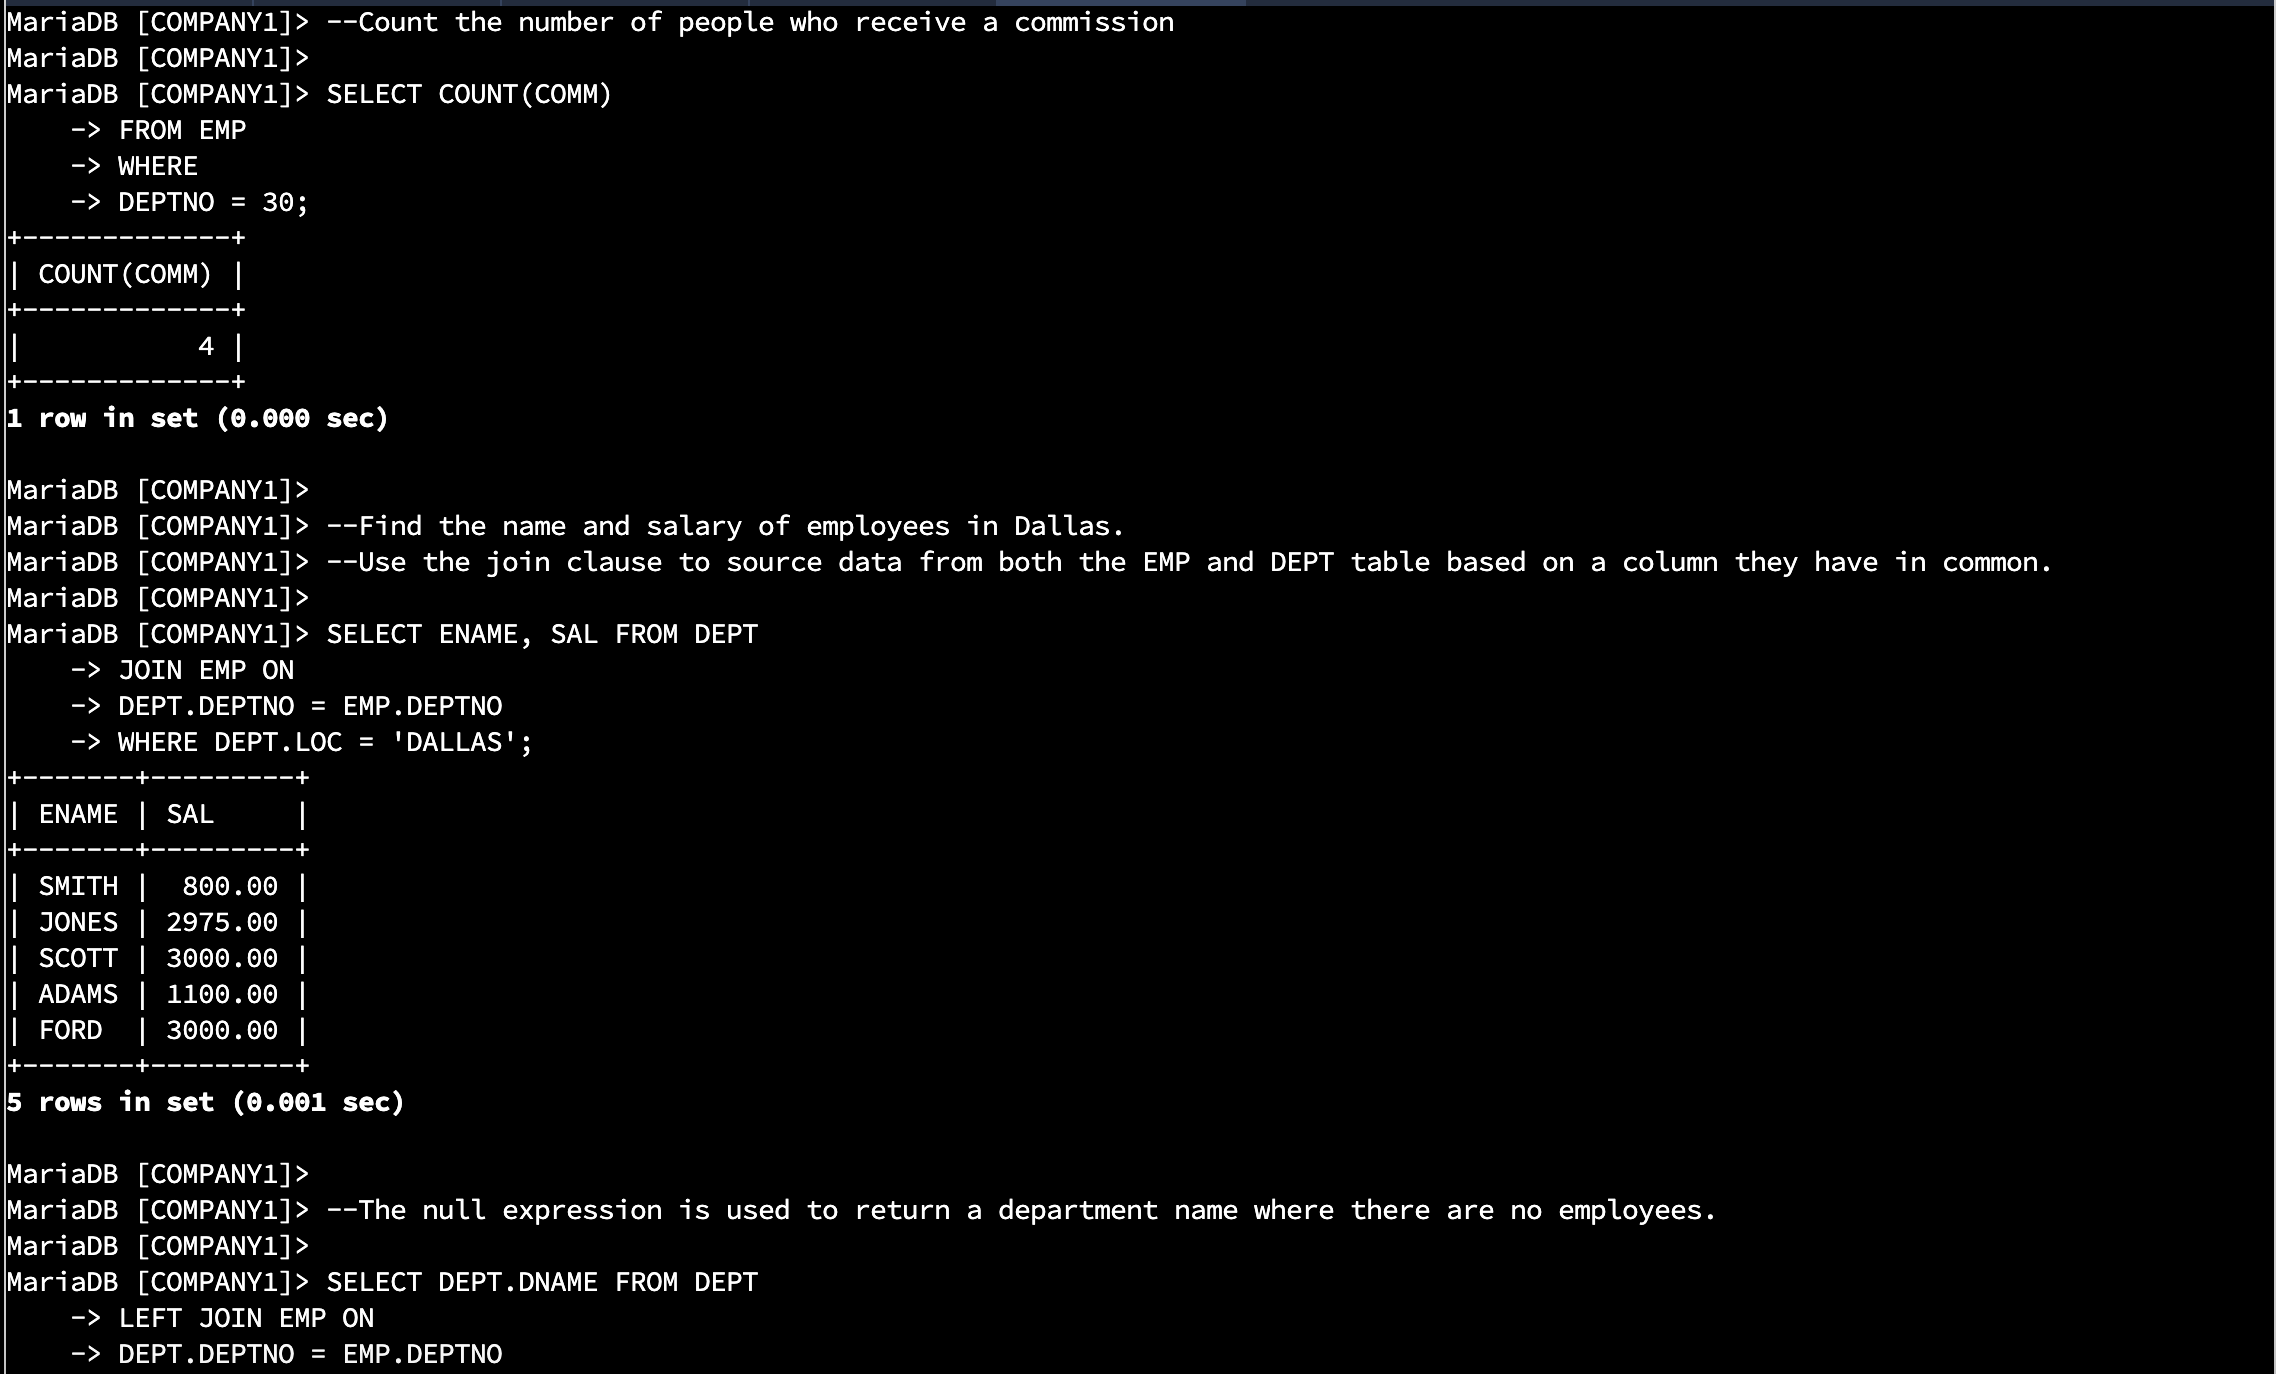 MariaDB [COMPANY1]> --Count the number of people who receive a commission
MariaDB [COMPANY1]>
MariaDB [COMPANY1]> SELECT COUNT(COMM)
    -> FROM EMP
    -> WHERE
    -> DEPTNO = 30;
+-------------+
| COUNT(COMM) |
+-------------+
|           4 |
+-------------+
1 row in set (0.000 sec)

MariaDB [COMPANY1]>
MariaDB [COMPANY1]> --Find the name and salary of employees in Dallas.
MariaDB [COMPANY1]> --Use the join clause to source data from both the EMP and DEPT table based on a column they have in common.
MariaDB [COMPANY1]>
MariaDB [COMPANY1]> SELECT ENAME, SAL FROM DEPT
    -> JOIN EMP ON
    -> DEPT.DEPTNO = EMP.DEPTNO
    -> WHERE DEPT.LOC = 'DALLAS';
+-------+---------+
| ENAME | SAL     |
+-------+---------+
| SMITH |  800.00 |
| JONES | 2975.00 |
| SCOTT | 3000.00 |
| ADAMS | 1100.00 |
| FORD  | 3000.00 |
+-------+---------+
5 rows in set (0.001 sec)

MariaDB [COMPANY1]>
MariaDB [COMPANY1]> --The null expression is used to return a department name where there are no employees.
MariaDB [COMPANY1]>
MariaDB [COMPANY1]> SELECT DEPT.DNAME FROM DEPT
    -> LEFT JOIN EMP ON
    -> DEPT.DEPTNO = EMP.DEPTNO